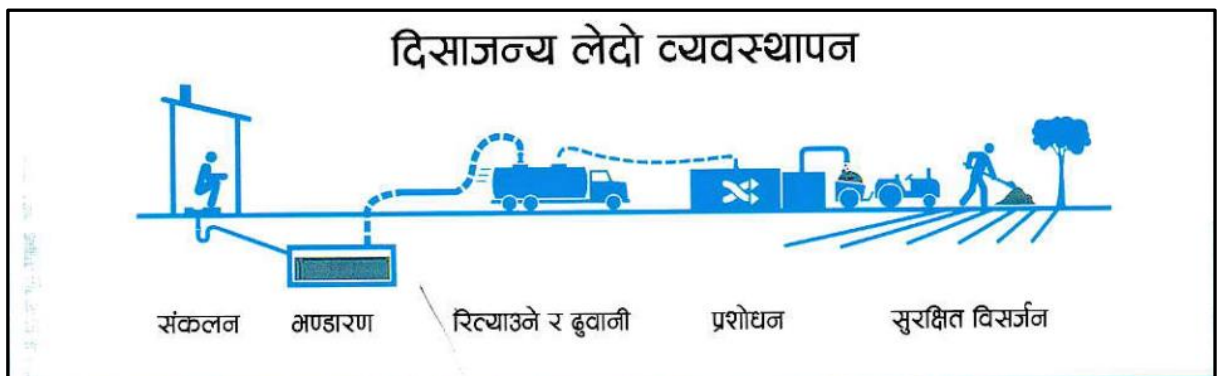 दिसाजन्य लेदो व्यवस्थापन
संकलन भण्डारण रित्याउने र ढुवानी प्रशोधन सुरक्षित विसर्जन